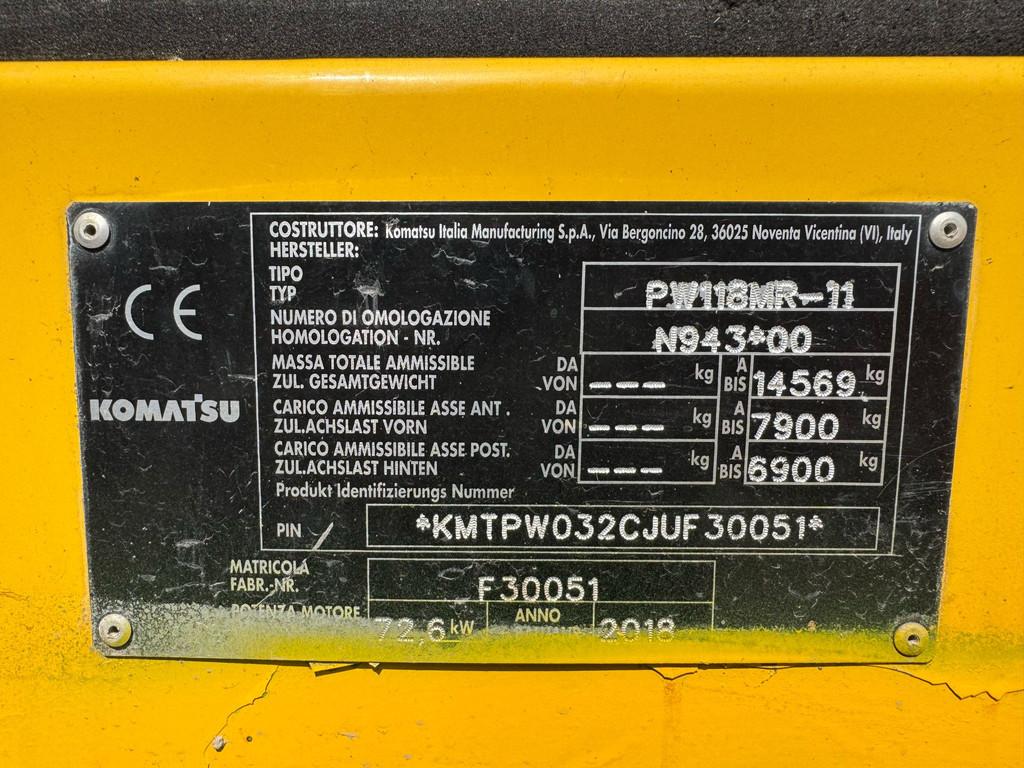 COSTRUTTORE: Komatsu Italia Manufacturing S.p.A., Via Bergoncino 28, 36025 Noventa Vicentina (VI), Italy
HERSTELLER:
TIPO
TYP PW118MR-11
NUMERO DI OMOLOGAZIONE
HOMOLOGATION - NR. N943*00
MASSA TOTALE AMMISSIBILE DA kg A kg
ZUL. GESAMTGEWICHT VON --- BIS 14569
CARICO AMMISSIBILE ASSE ANT. DA kg A kg
ZUL.ACHSLAST VORN VON --- BIS 7900
CARICO AMMISSIBILE ASSE POST. DA kg A kg
ZUL.ACHSLAST HINTEN VON --- BIS 6900
Produkt Identifizierungs Nummer
PIN *KMTPW032CJUF30051*
MATRICOLA
FABR.-NR. F30051
POTENZA MOTORE 72,6 kW ANNO 2018
CE
KOMATSU